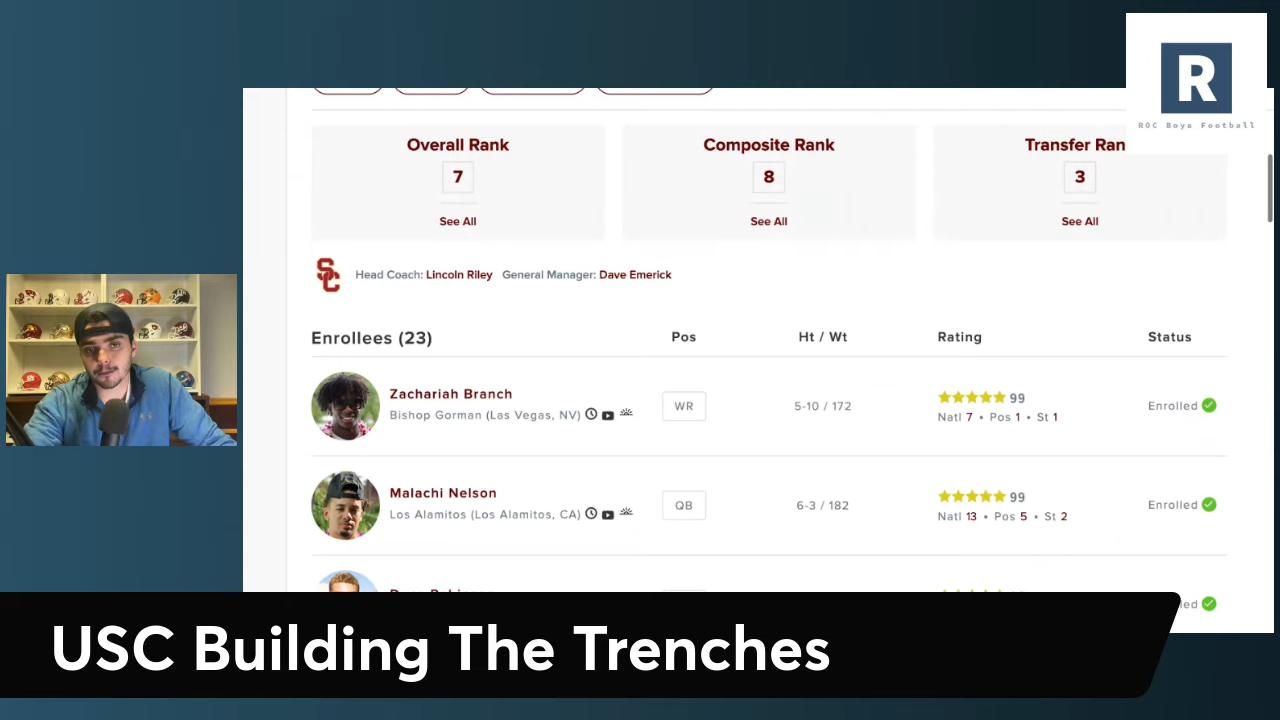 R
ROC Boys Football
Overall Rank
7
See All
Composite Rank
8
See All
Transfer Ran
3
See All
SC
Head Coach: Lincoln Riley General Manager: Dave Emerick
Enrollees (23) Pos Ht / Wt Rating Status
Zachariah Branch
Bishop Gorman (Las Vegas, NV)
WR
5-10 / 172
99
Natl 7 • Pos 1 • St 1
Enrolled
Malachi Nelson
Los Alamitos (Los Alamitos, CA)
QB
6-3 / 182
99
Natl 13 • Pos 5 • St 2
Enrolled
USC Building The Trenches